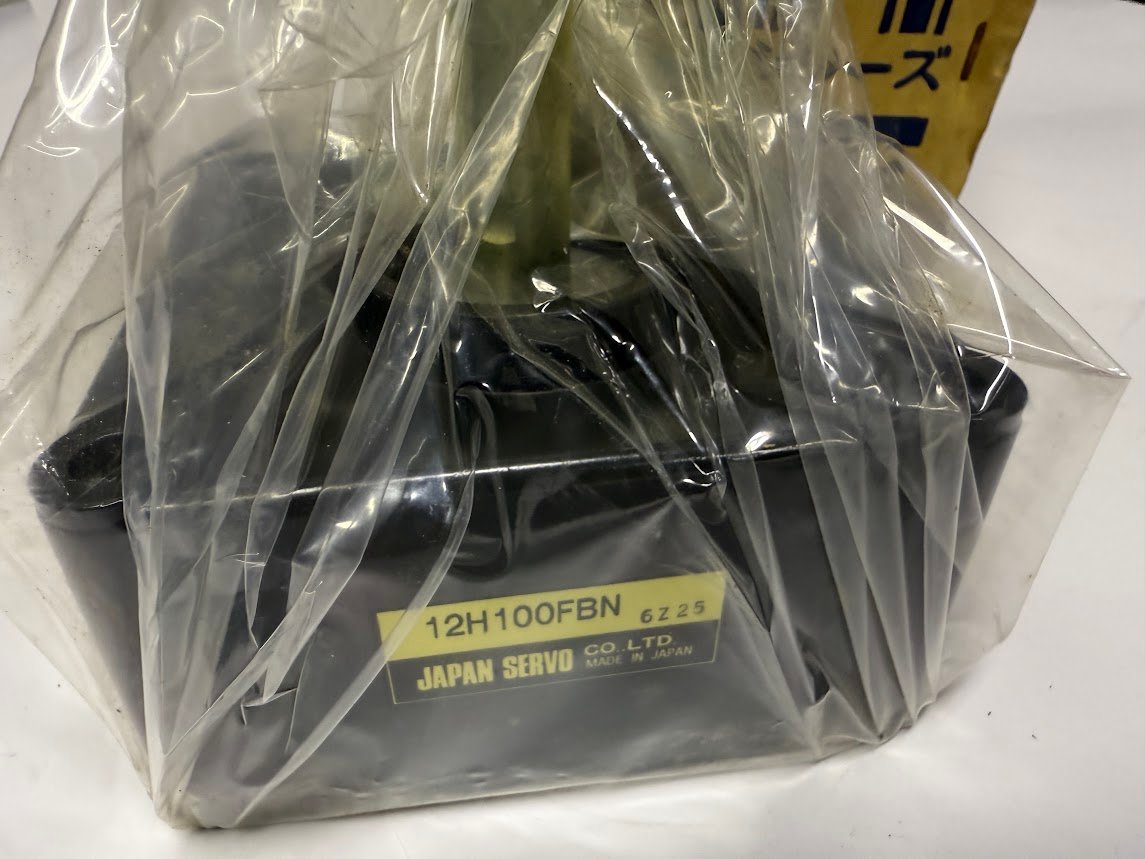 ーズ
12H100FBN 6Z25
JAPAN SERVO CO.,LTD.
MADE IN JAPAN